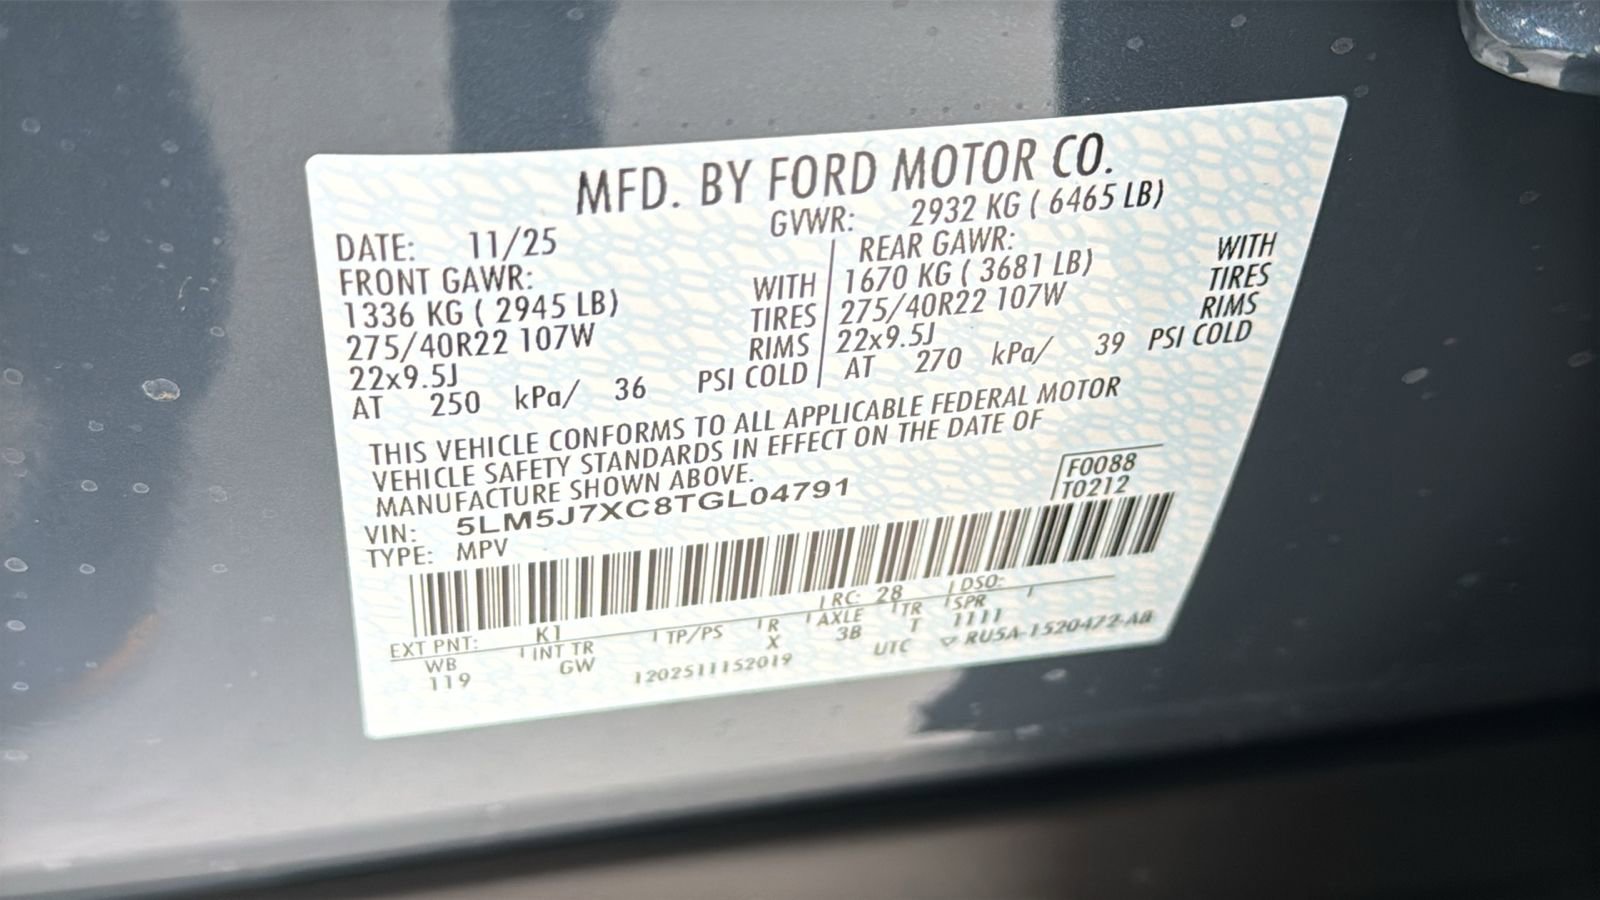 MFD. BY FORD MOTOR CO.
DATE: 11/25 GVWR: 2932 KG ( 6465 LB)
FRONT GAWR: REAR GAWR:
1336 KG ( 2945 LB) WITH 1670 KG ( 3681 LB) WITH
275/40R22 107W TIRES 275/40R22 107W TIRES
22x9.5J RIMS 22x9.5J RIMS
AT 250 kPa/ 36 PSI COLD AT 270 kPa/ 39 PSI COLD
THIS VEHICLE CONFORMS TO ALL APPLICABLE FEDERAL MOTOR
VEHICLE SAFETY STANDARDS IN EFFECT ON THE DATE OF
MANUFACTURE SHOWN ABOVE.
F0088
VIN: 5LM5J7XC8TGL04791
T0212
TYPE: MPV
EXT PNT: K1 RC: 28 DSO:
WB INT TR TP/PS R AXLE TR SPR
119 GW X 3B T 1111
1202511152019 UTC ▽ RU5A-1520472-AB